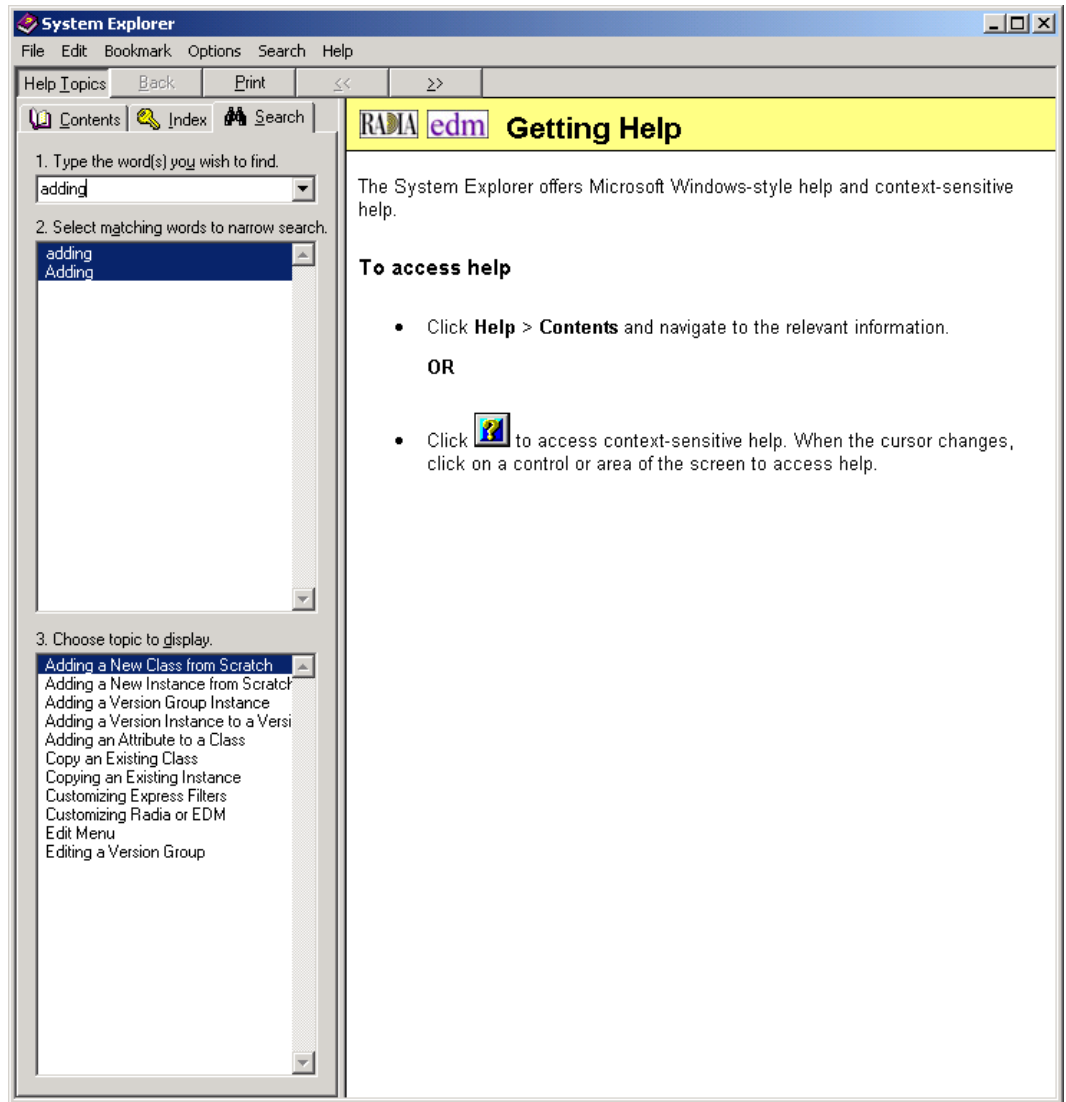 System Explorer
File Edit Bookmark Options Search Help
Help Topics Back Print << >>
Contents Index Search
1. Type the word(s) you wish to find.
adding
2. Select matching words to narrow search.
adding
Adding
3. Choose topic to display.
Adding a New Class from Scratch
Adding a New Instance from Scratch
Adding a Version Group Instance
Adding a Version Instance to a Versi
Adding an Attribute to a Class
Copy an Existing Class
Copying an Existing Instance
Customizing Express Filters
Customizing Radia or EDM
Edit Menu
Editing a Version Group
RADIA edm Getting Help
The System Explorer offers Microsoft Windows-style help and context-sensitive
help.
To access help
• Click Help > Contents and navigate to the relevant information.
OR
• Click ? to access context-sensitive help. When the cursor changes,
click on a control or area of the screen to access help.